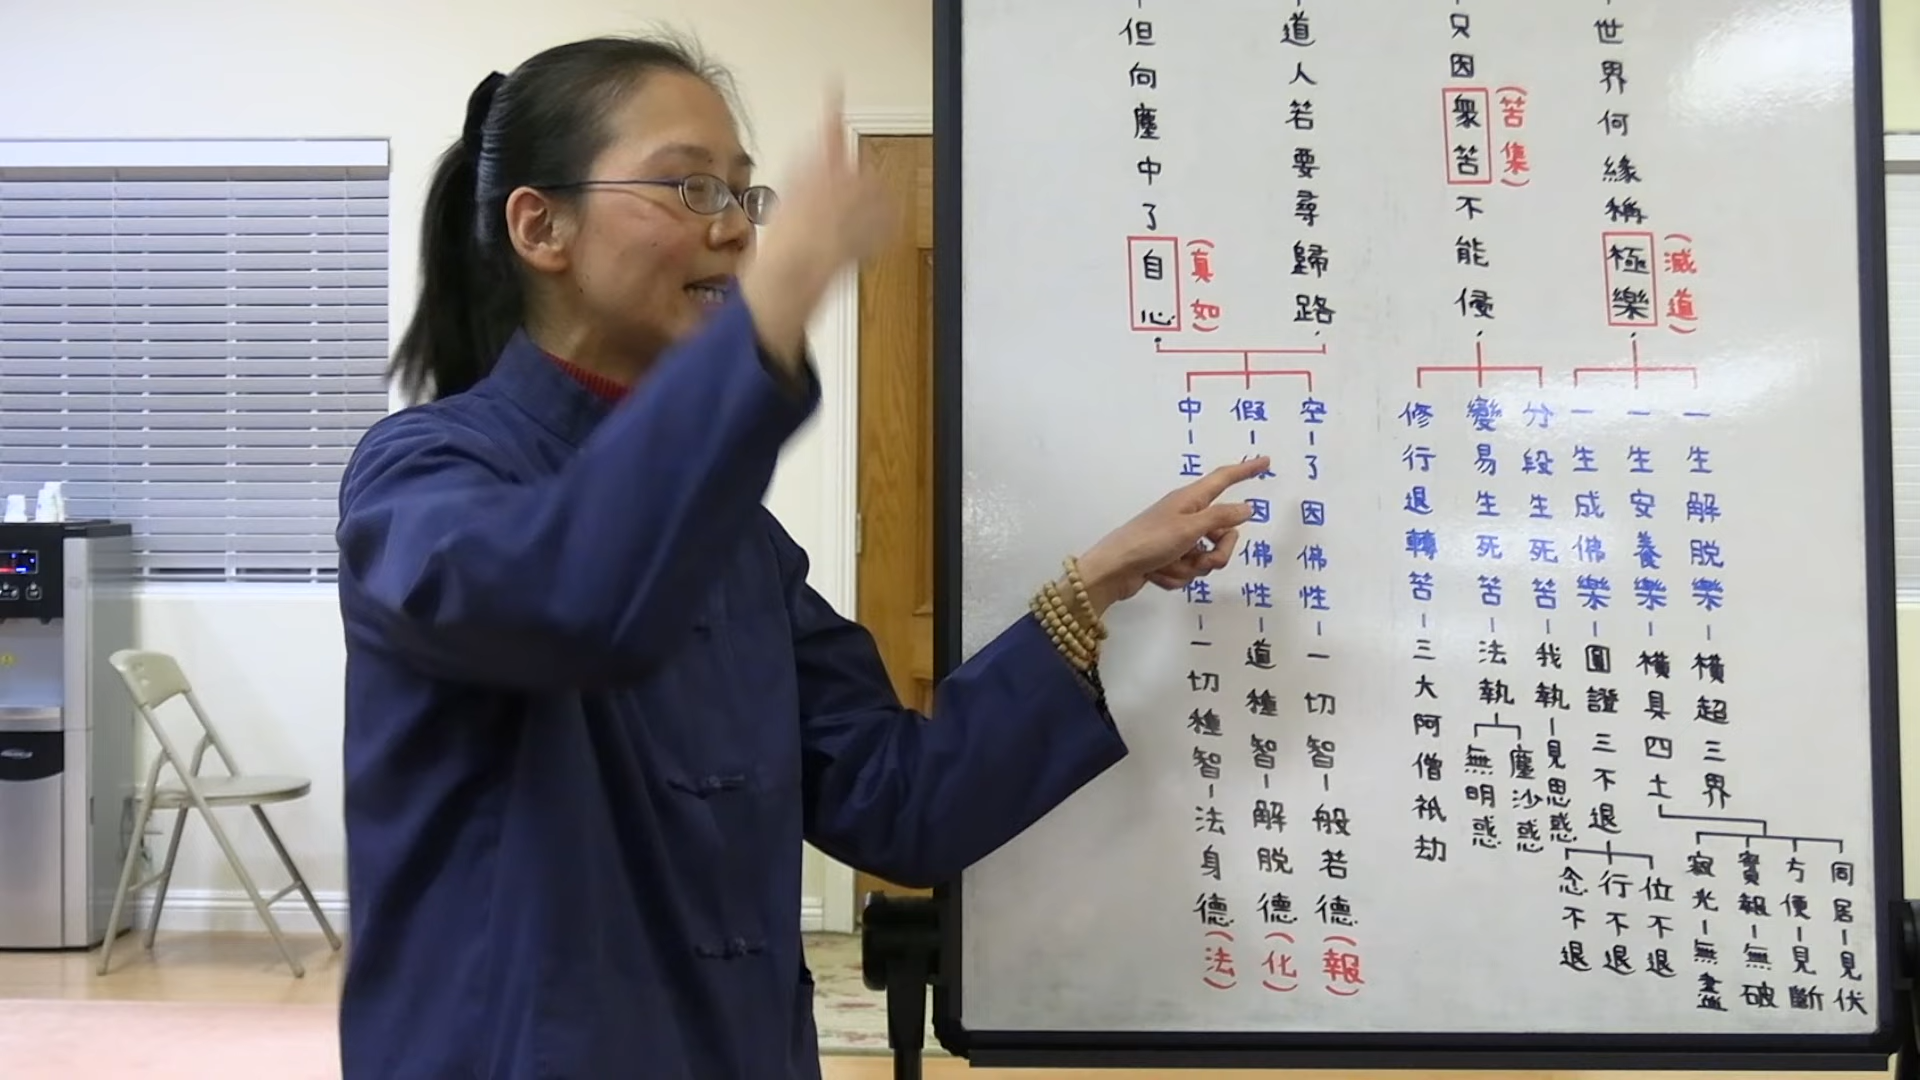 世界何緣稱極樂
(滅道)
只因衆苦不能侵
(苦集)
道人若要尋歸路
但向塵中了自心
(真如)
一生解脱樂-橫超三界
一生安養樂-橫具四土
同居-見伏
方便-見斷
實報-無破
寂光-無盡
一生成佛樂-圓證三不退
位不退
行不退
念不退
分段生死苦-我執-見思惑
變易生死苦-法執
塵沙惑
無明惑
修行退轉苦-三大阿僧祇劫
空-了因佛性-一切智-般若德(報)
假-因佛性-道種智-解脱德(化)
中-正性-一切種智-法身德(法)